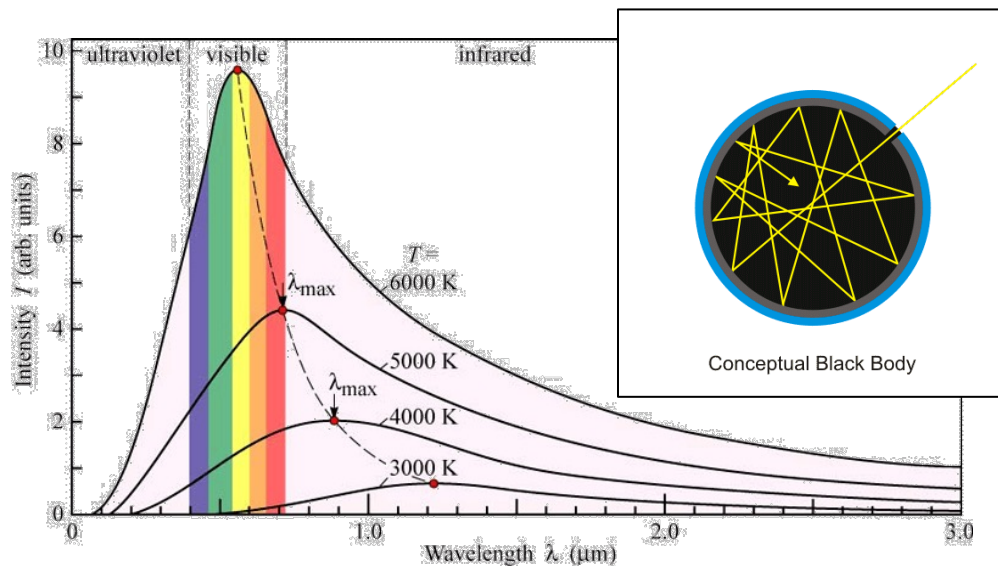 ultraviolet
visible
infrared
10
8
6
4
2
0
Intensity I (arb. units)
T =
6000 K
λmax
5000 K
λmax
4000 K
3000 K
0
1.0
2.0
3.0
Wavelength λ (μm)
Conceptual Black Body